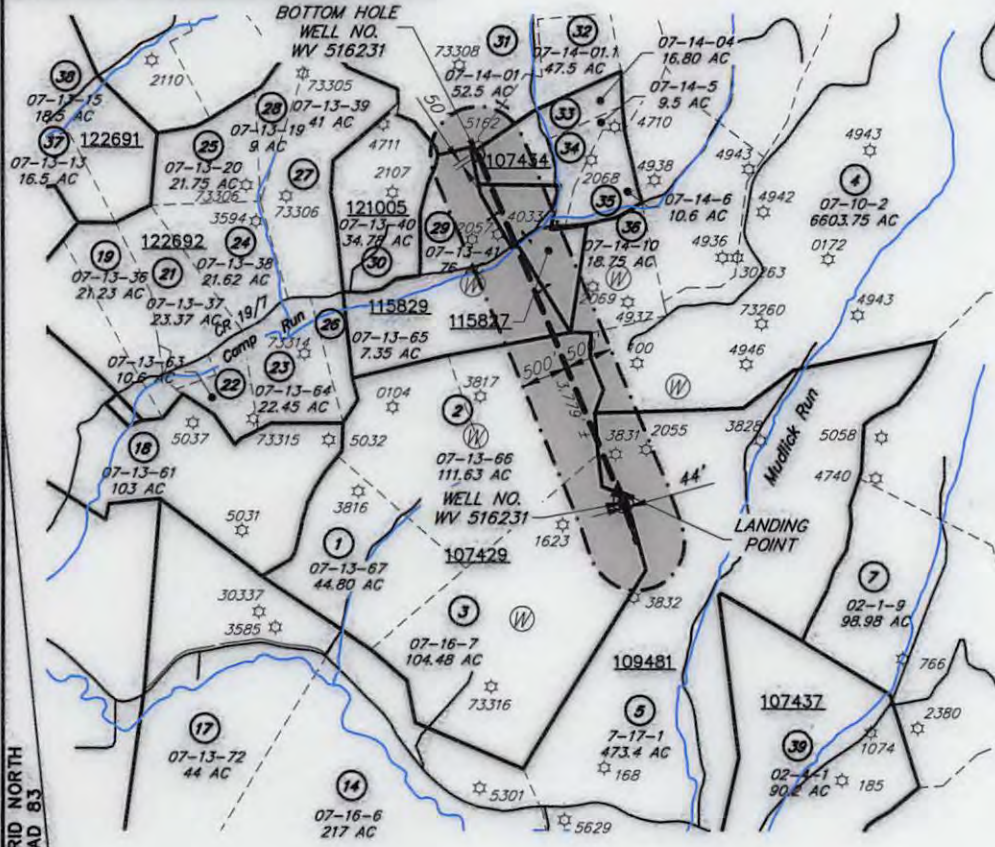 BOTTOM HOLE
WELL NO.
WV 516231
31
32
73308
07-14-01
52.5 AC
07-14-01.1
47.5 AC
07-14-04
16.80 AC
07-14-5
9.5 AC
38
07-13-15
18.5 AC
37
07-13-13
16.5 AC
122691
2110
73305
28
07-13-39
41 AC
07-13-19
9 AC
25
07-13-20
21.75 AC
73306
27
73306
4711
2107
50'
5162
107434
33
34
4710
2068
4938
35
07-14-6
10.6 AC
36
07-14-10
18.75 AC
4943
4943
4
07-10-2
6603.75 AC
4942
4936
0172
30263
3594
122692
24
07-13-38
21.62 AC
19
07-13-36
21.23 AC
21
07-13-37
23.37 AC
121005
07-13-40
34.78 AC
30
29
07-13-41
76
4033
W
W
2069
4937
73260
4943
4946
CR 19/7
Camp Run
26
115829
115827
07-13-65
7.35 AC
73314
07-13-63
10.6 AC
22
23
07-13-64
22.45 AC
73315
5037
18
07-13-61
103 AC
5032
0104
3817
2
W
07-13-66
111.63 AC
500'
50'
3,779 FT
W
3831
2055
3828
Mudlick Run
5058
4740
WELL NO.
WV 516231
44'
LANDING
POINT
5031
3816
1
07-13-67
44.80 AC
107429
1623
3832
30337
3585
3
W
07-16-7
104.48 AC
73316
7
02-1-9
98.98 AC
766
109481
5
7-17-1
473.4 AC
168
107437
39
90.2 AC
1074
185
2380
17
07-13-72
44 AC
14
07-16-6
217 AC
5301
5629
RID NORTH
AD 83